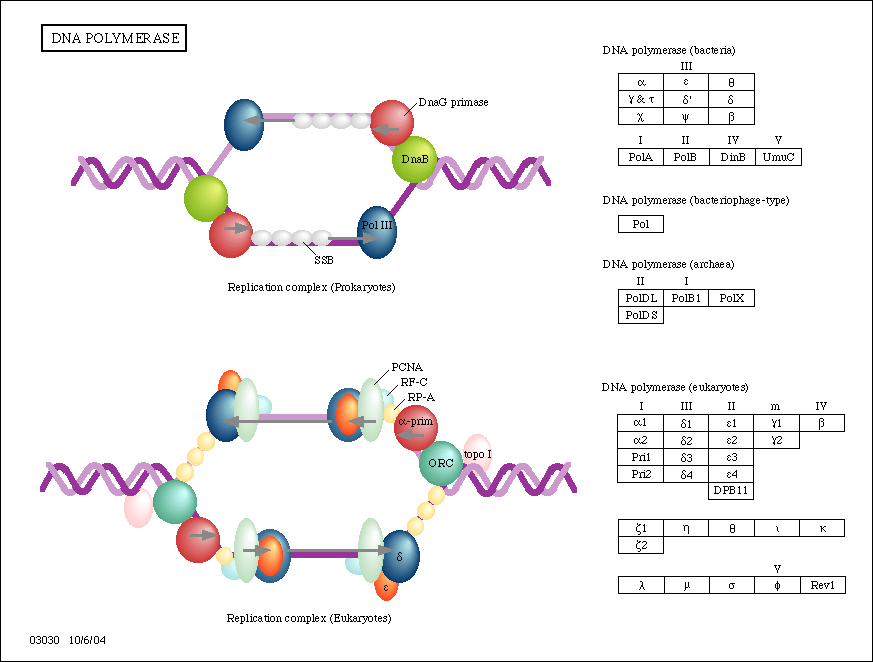 DNA POLYMERASE
DnaG primase
DnaB
Pol III
SSB
Replication complex (Prokaryotes)
PCNA
RF-C
RP-A
α-prim
ORC
topo I
δ
ε
Replication complex (Eukaryotes)
03030 10/6/04
DNA polymerase (bacteria)
III
α ε θ
γ & τ δ' δ
χ ψ β
I II IV V
PolA PolB DinB UmuC
DNA polymerase (bacteriophage-type)
Pol
DNA polymerase (archaea)
II I
PolDL PolB1 PolX
PolDS
DNA polymerase (eukaryotes)
I III II m IV
α1 δ1 ε1 γ1 β
α2 δ2 ε2 γ2
Pri1 δ3 ε3
Pri2 δ4 ε4
DPB11
ζ1 η θ ι κ
ζ2
V
λ μ σ ϕ Rev1